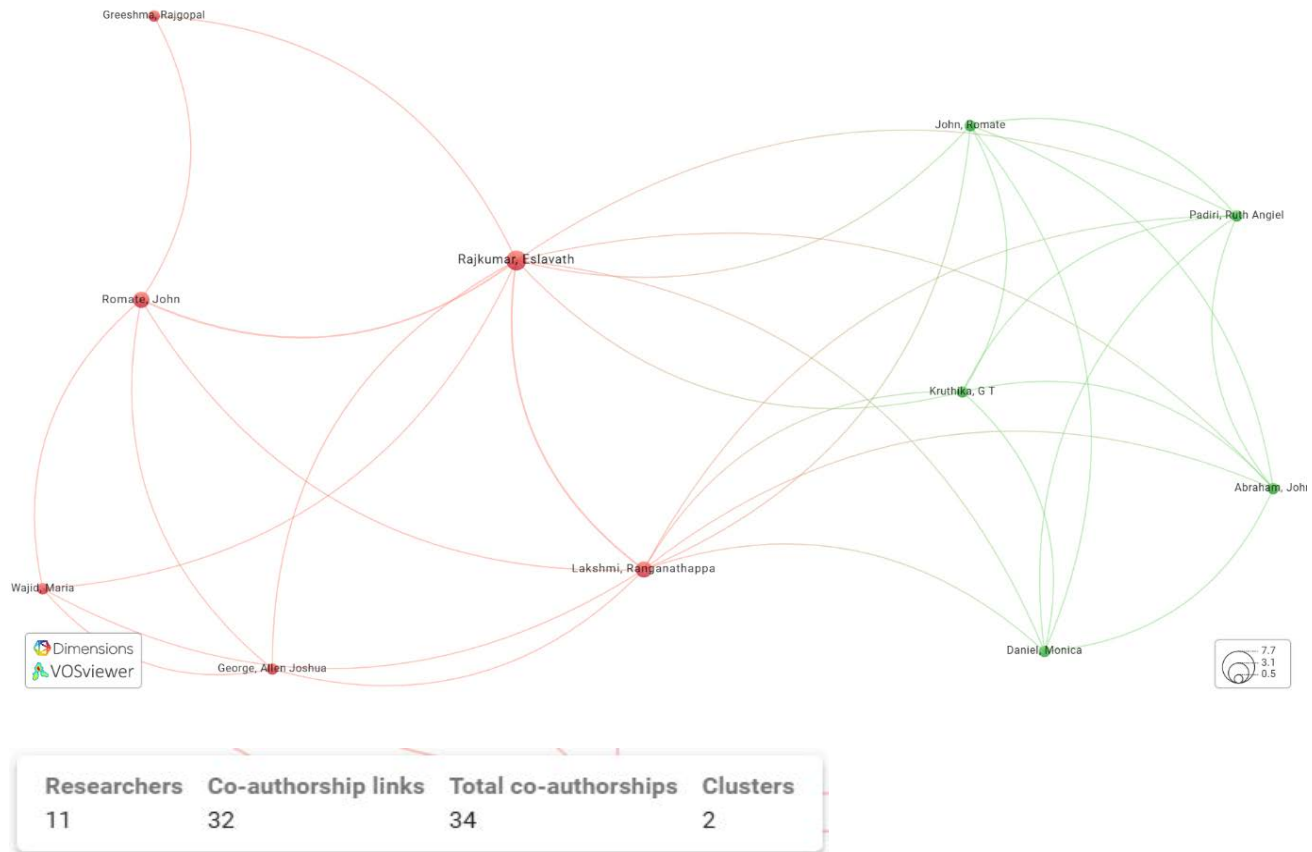 Greeshma, Rajgopal
John, Romate
Padiri, Ruth Angiel
Rajkumar, Eslavath
Romate, John
Kruthika, G T
Abraham, John
Lakshmi, Ranganathappa
Wajid, Maria
George, Allen Joshua
Daniel, Monica
Dimensions
VOSviewer
7.7
3.1
0.5
Researchers Co-authorship links Total co-authorships Clusters
11 32 34 2